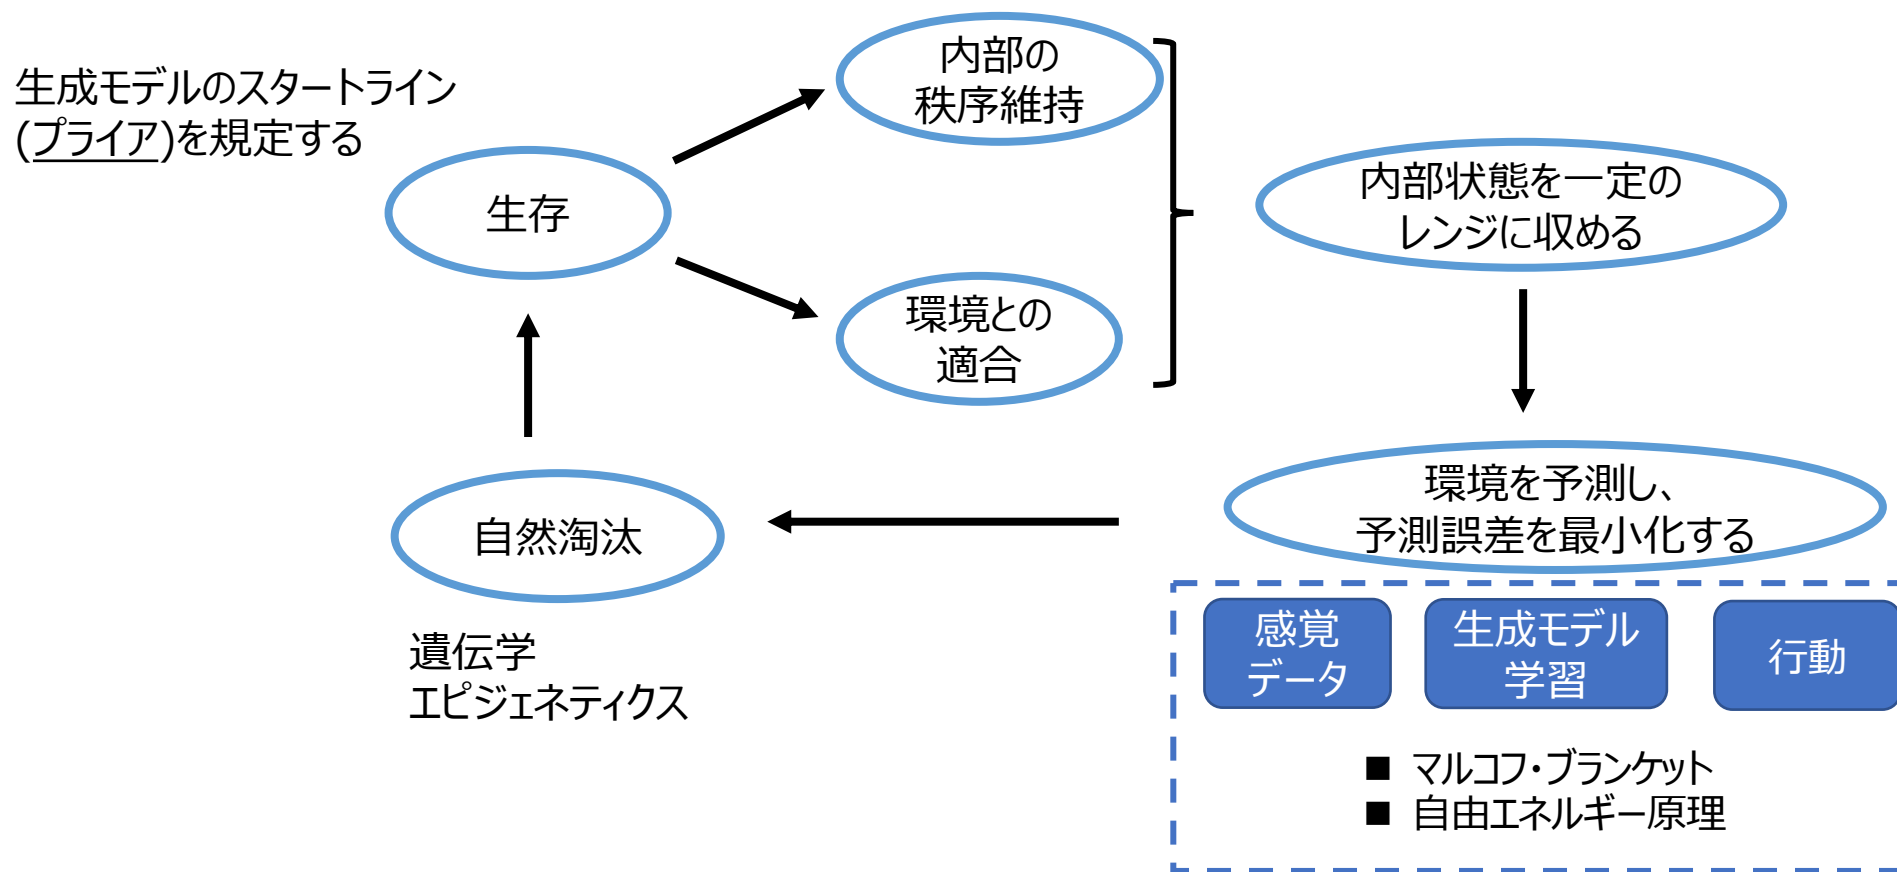 生成モデルのスタートライン
(プライア)を規定する
内部の
秩序維持
生存
内部状態を一定の
レンジに収める
環境との
適合
環境を予測し、
予測誤差を最小化する
自然淘汰
遺伝学
エピジェネティクス
感覚
データ
生成モデル
学習
行動
■ マルコフ・ブランケット
■ 自由エネルギー原理